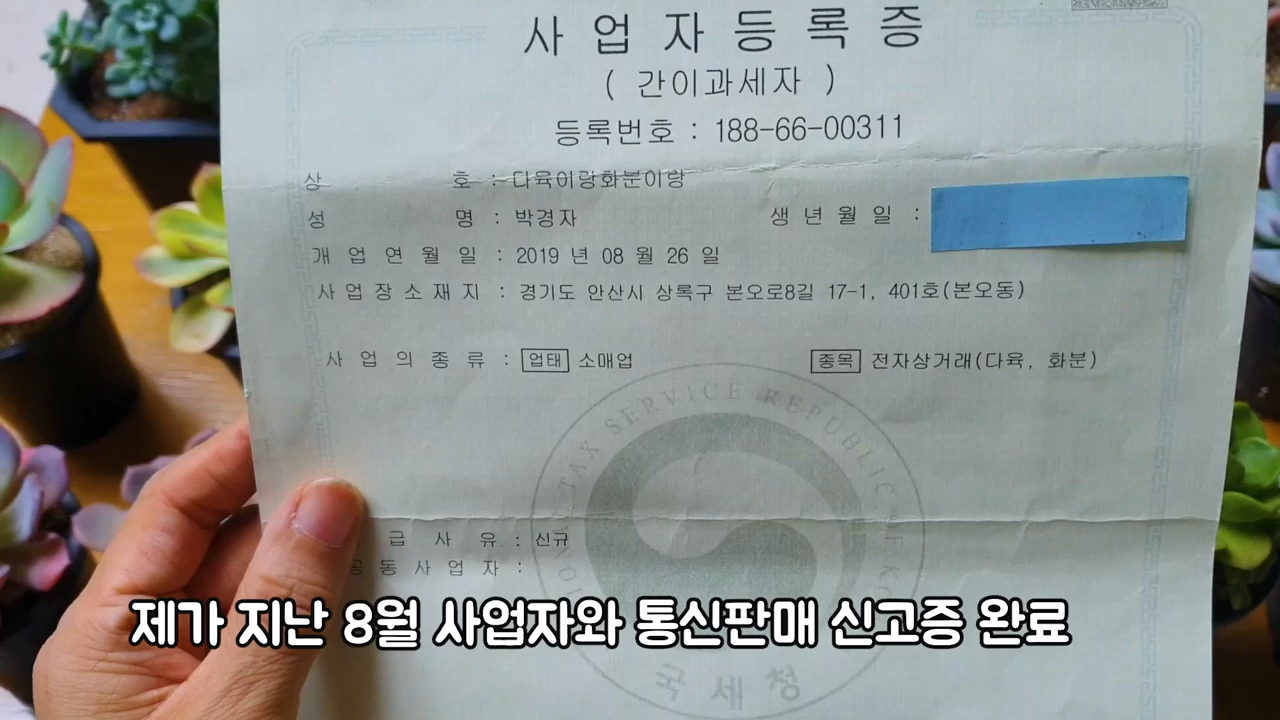 사업자등록증
( 간이과세자 )
등록번호 : 188-66-00311
상 호 : 다육이랑화분이랑
성 명 : 박경자 생년월일 :
개업연월일 : 2019 년 08 월 26 일
사업장소재지 : 경기도 안산시 상록구 본오로8길 17-1, 401호(본오동)
사업의종류 : 업태 소매업 종목 전자상거래(다육, 화분)
TAX SERVICE REPUBLIC OF KO
급 사 유 : 신규
공동사업자 :
제가 지난 8월 사업자와 통신판매 신고증 완료
국세청